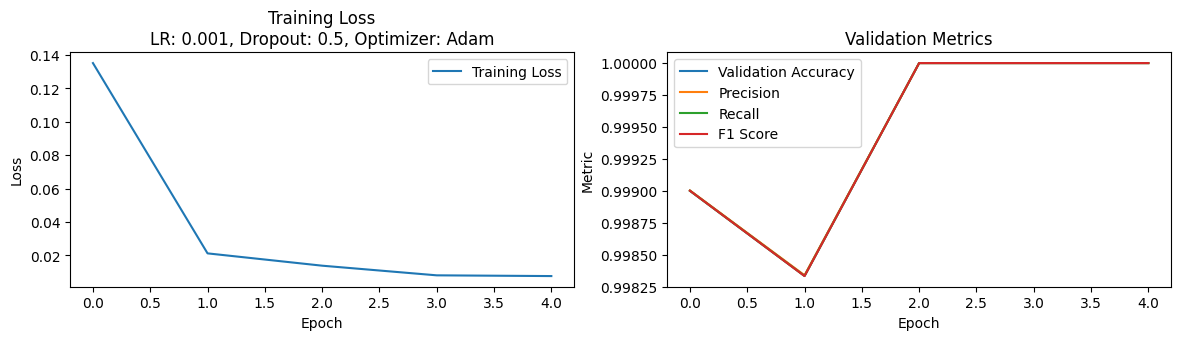 Training Loss
LR: 0.001, Dropout: 0.5, Optimizer: Adam
0.14
0.12
0.10
0.08
0.06
0.04
0.02
Loss
Training Loss
0.0 0.5 1.0 1.5 2.0 2.5 3.0 3.5 4.0
Epoch
Validation Metrics
1.00000
0.99975
0.99950
0.99925
0.99900
0.99875
0.99850
0.99825
Metric
Validation Accuracy
Precision
Recall
F1 Score
0.0 0.5 1.0 1.5 2.0 2.5 3.0 3.5 4.0
Epoch